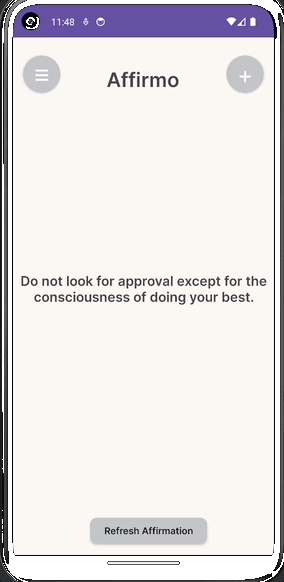 11:48
Affirmo
Do not look for approval except for the
consciousness of doing your best.
Refresh Affirmation